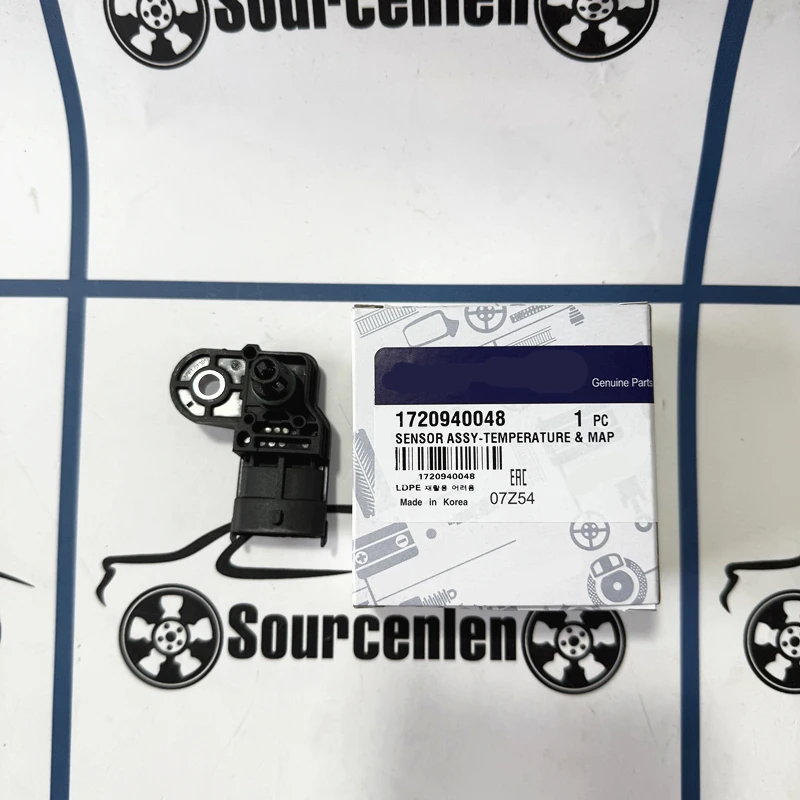 Sourcenlen
Genuine Parts
1720940048 1 PC
SENSOR ASSY-TEMPERATURE & MAP
1720940048
EAC
LDPE 재활용 어려움
Made in Korea 07Z54
Sourcenlen